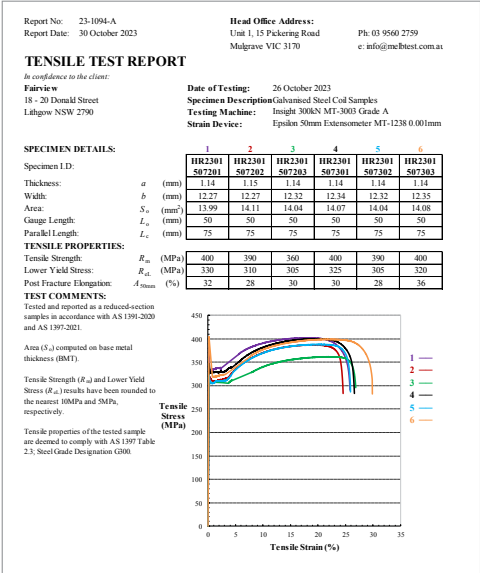 Report No: 23-1094-A
Report Date: 30 October 2023
Head Office Address:
Unit 1, 15 Pickering Road Ph: 03 9560 2759
Mulgrave VIC 3170 e: info@melbtest.com.au
TENSILE TEST REPORT
In confidence to the client:
Fairview
18 - 20 Donald Street
Lithgow NSW 2790
Date of Testing: 26 October 2023
Specimen Description Galvanised Steel Coil Samples
Testing Machine: Insight 300kN MT-3003 Grade A
Strain Device: Epsilon 50mm Extensometer MT-1238 0.001mm
SPECIMEN DETAILS: 1 2 3 4 5 6
Specimen I.D: HR2301 507201 HR2301 507202 HR2301 507203 HR2301 507301 HR2301 507302 HR2301 507303
Thickness: a (mm) 1.14 1.15 1.14 1.14 1.14 1.14
Width: b (mm) 12.27 12.27 12.32 12.34 12.32 12.35
Area: So (mm²) 13.99 14.11 14.04 14.07 14.04 14.08
Gauge Length: Lo (mm) 50 50 50 50 50 50
Parallel Length: Lc (mm) 75 75 75 75 75 75
TENSILE PROPERTIES:
Tensile Strength: Rm (MPa) 400 390 360 400 390 400
Lower Yield Stress: ReL (MPa) 330 310 305 325 305 320
Post Fracture Elongation: A50mm (%) 32 28 30 30 28 36
TEST COMMENTS:
Tested and reported as a reduced-section
samples in accordance with AS 1391-2020
and AS 1397-2021.
Area (So) computed on base metal
thickness (BMT).
Tensile Strength (Rm) and Lower Yield
Stress (ReL) results have been rounded to
the nearest 10MPa and 5MPa,
respectively.
Tensile properties of the tested sample
are deemed to comply with AS 1397 Table
2.3; Steel Grade Designation G300.
Tensile
Stress
(MPa)
450
400
350
300
250
200
150
100
50
0
0 5 10 15 20 25 30 35
Tensile Strain (%)
1
2
3
4
5
6